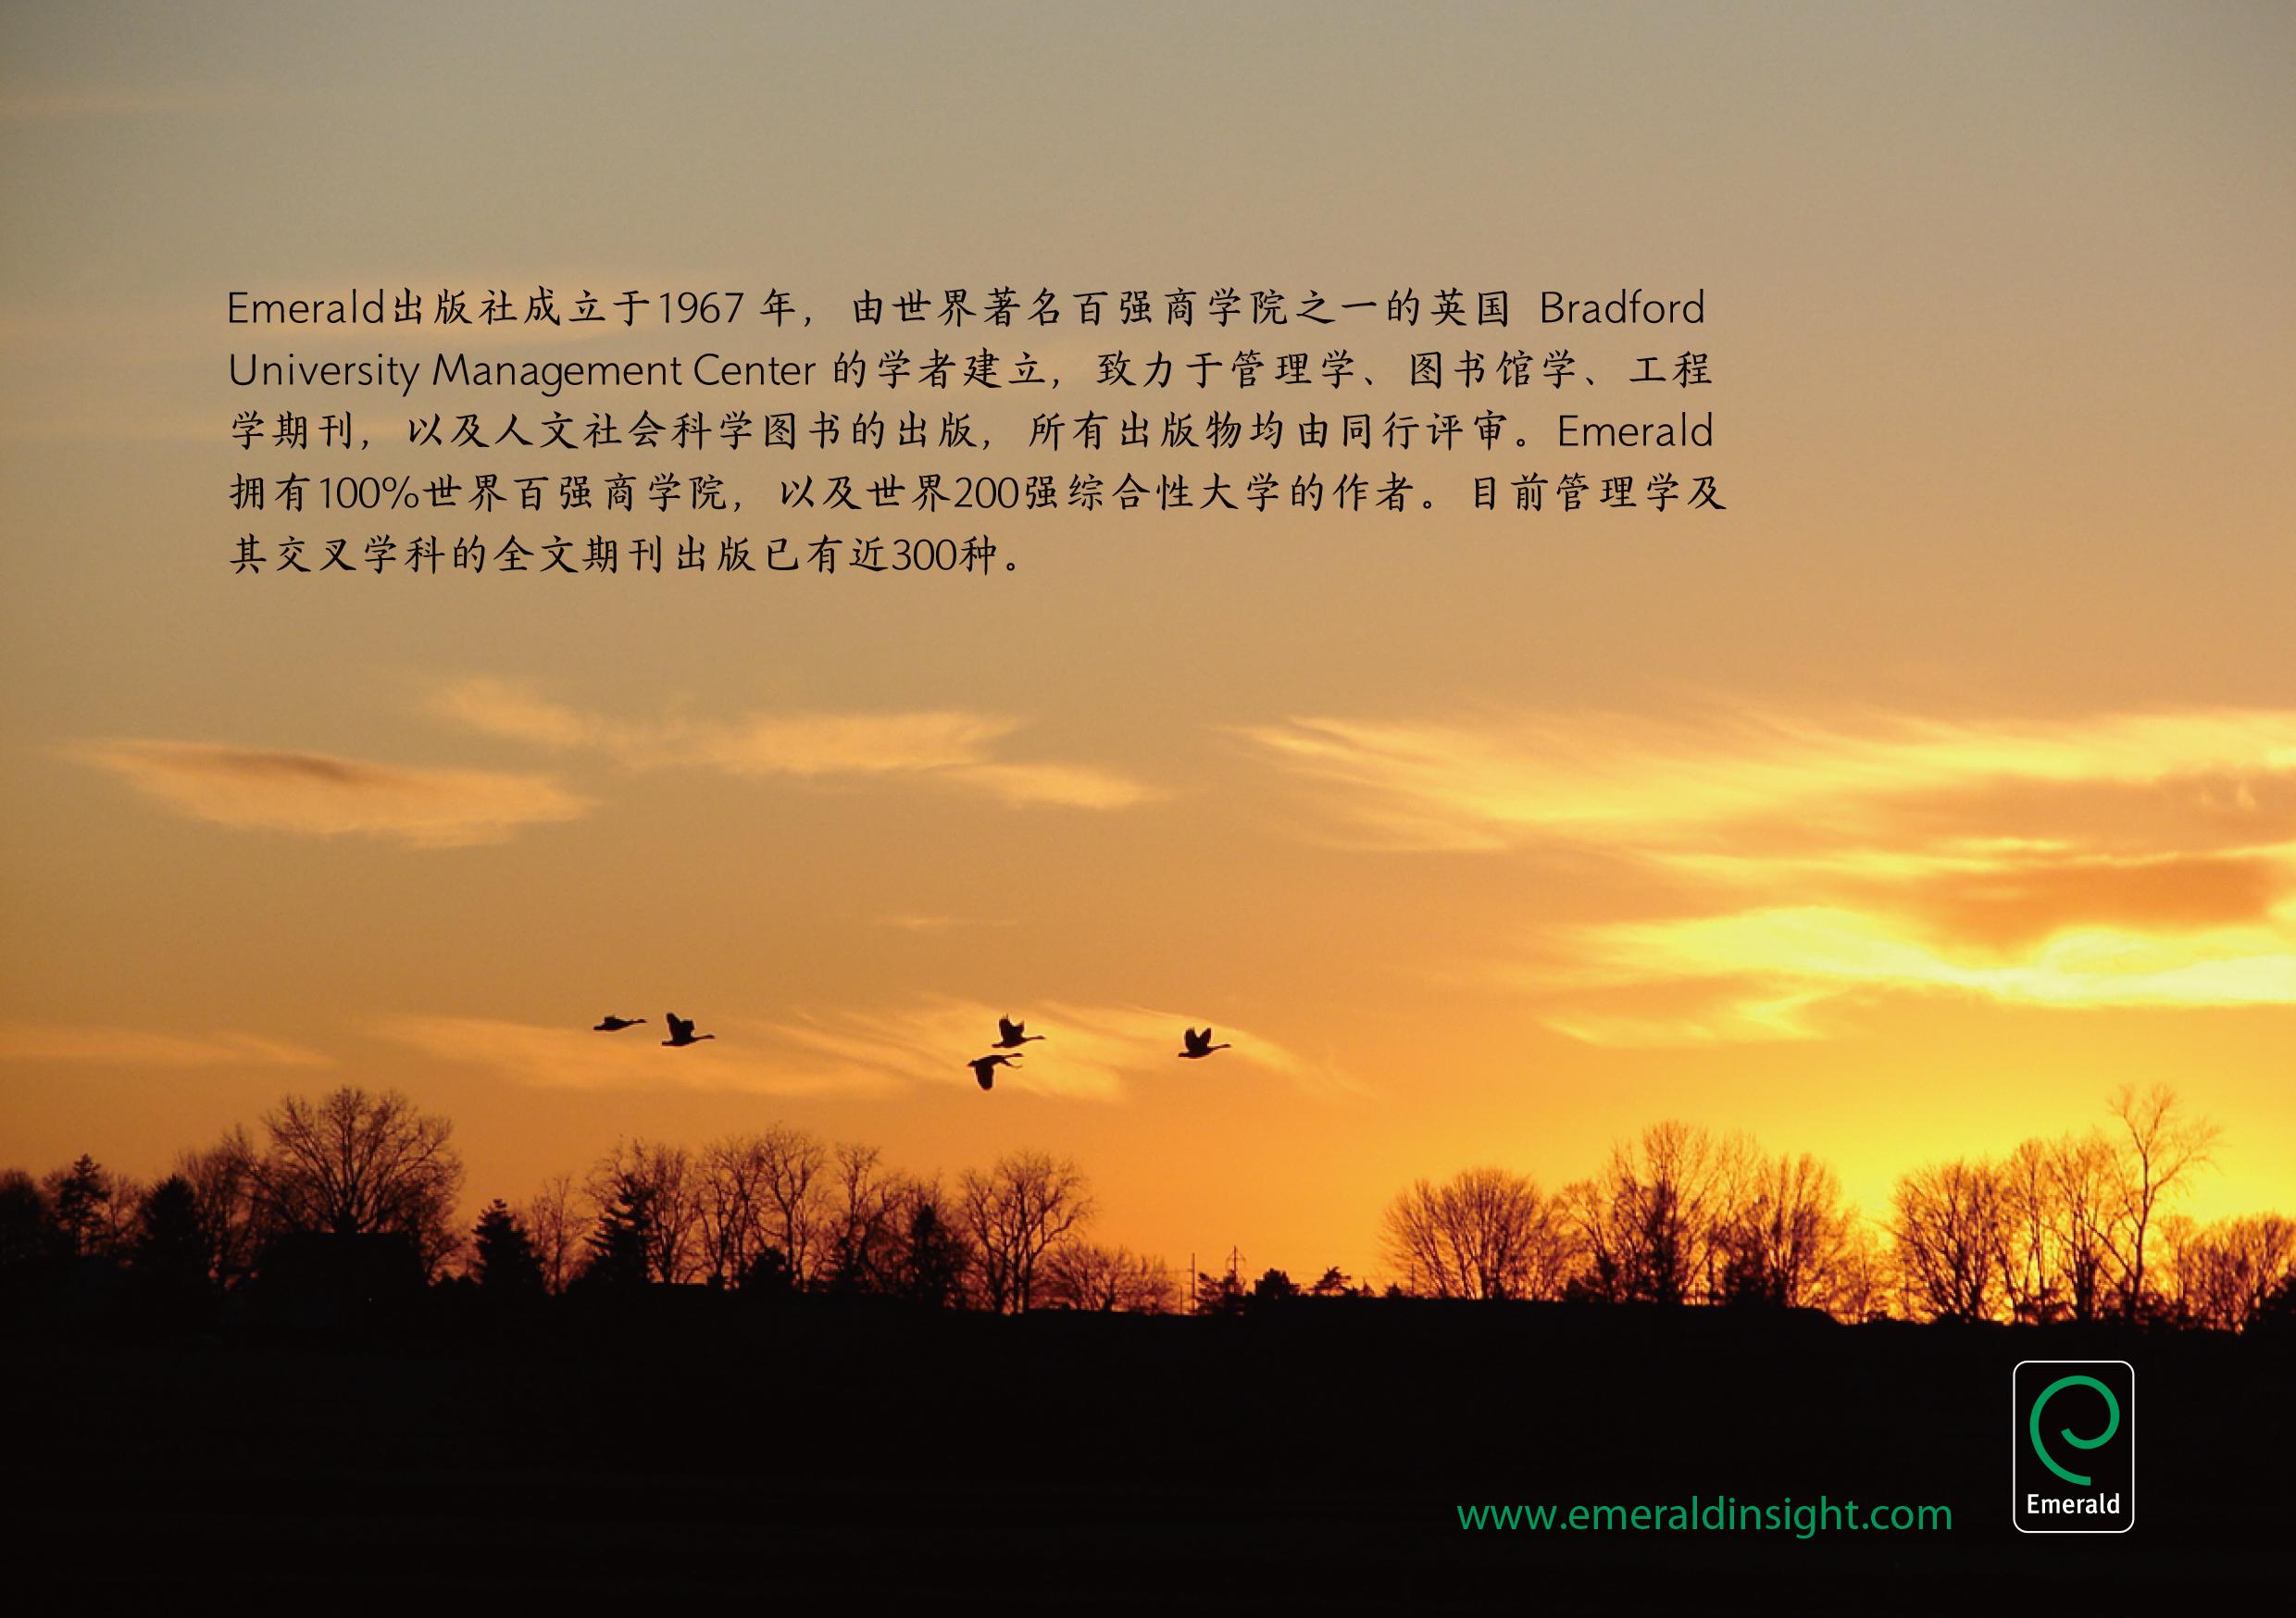 Emerald出版社成立于1967 年，由世界著名百强商学院之一的英国 Bradford
University Management Center 的学者建立，致力于管理学、图书馆学、工程
学期刊，以及人文社会科学图书的出版，所有出版物均由同行评审。Emerald
拥有100%世界百强商学院，以及世界200强综合性大学的作者。目前管理学及
其交叉学科的全文期刊出版已有近300种。
www.emeraldinsight.com
Emerald